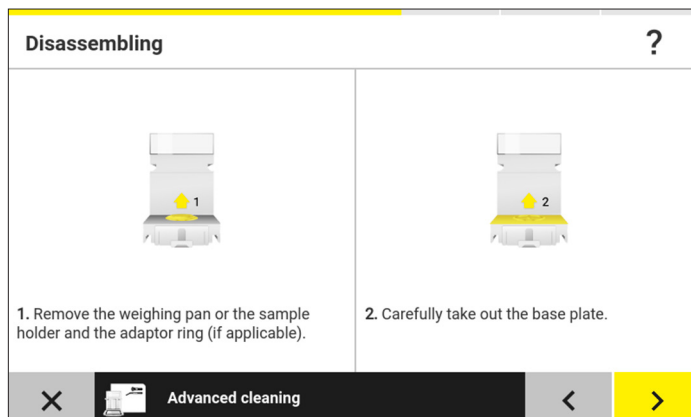 Disassembling
?
1
2
1. Remove the weighing pan or the sample
holder and the adaptor ring (if applicable).
2. Carefully take out the base plate.
Advanced cleaning